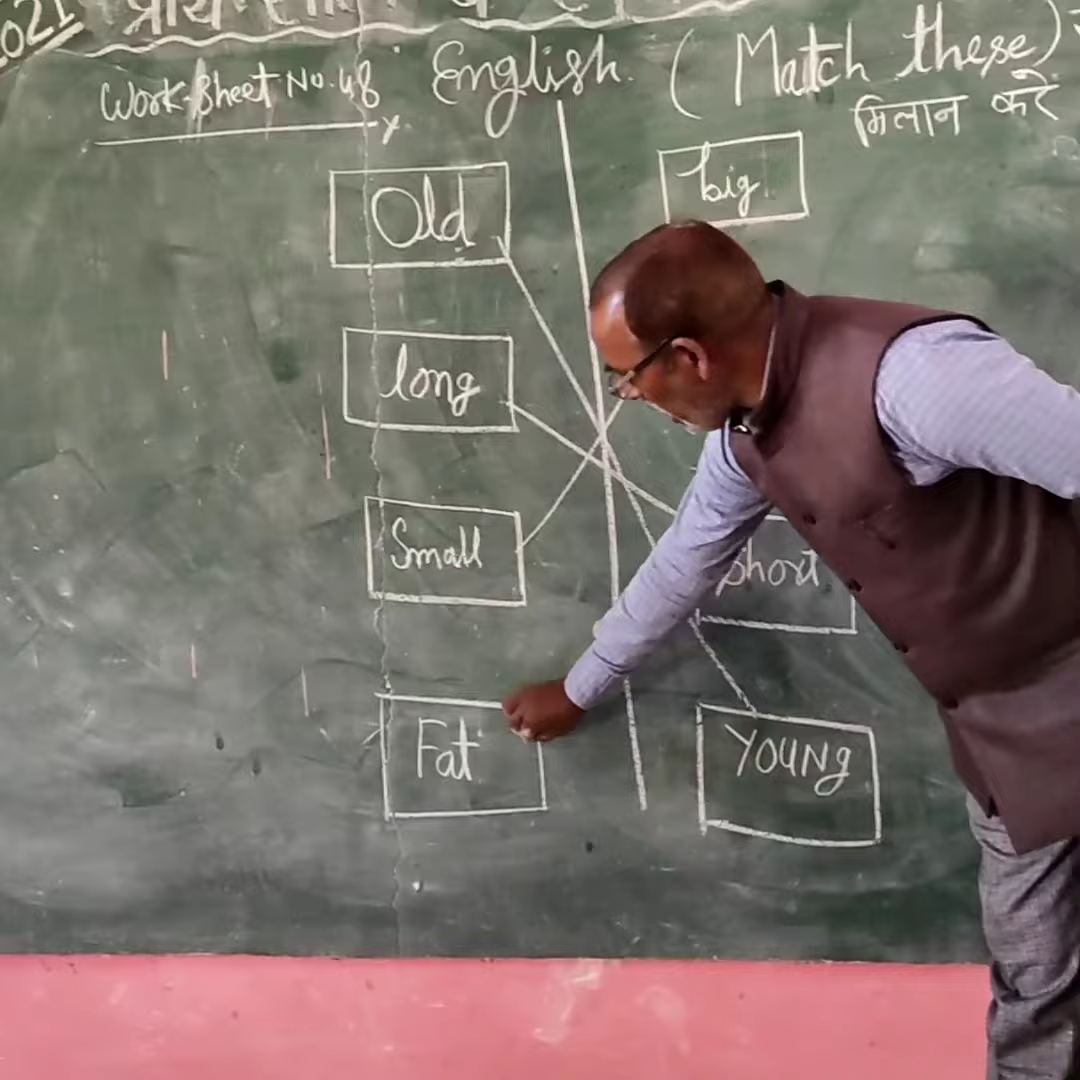 2021
Work-Sheet No. 48 English. (Match these)
मिलान करें
Old big
long
Small short
Fat YOUNG